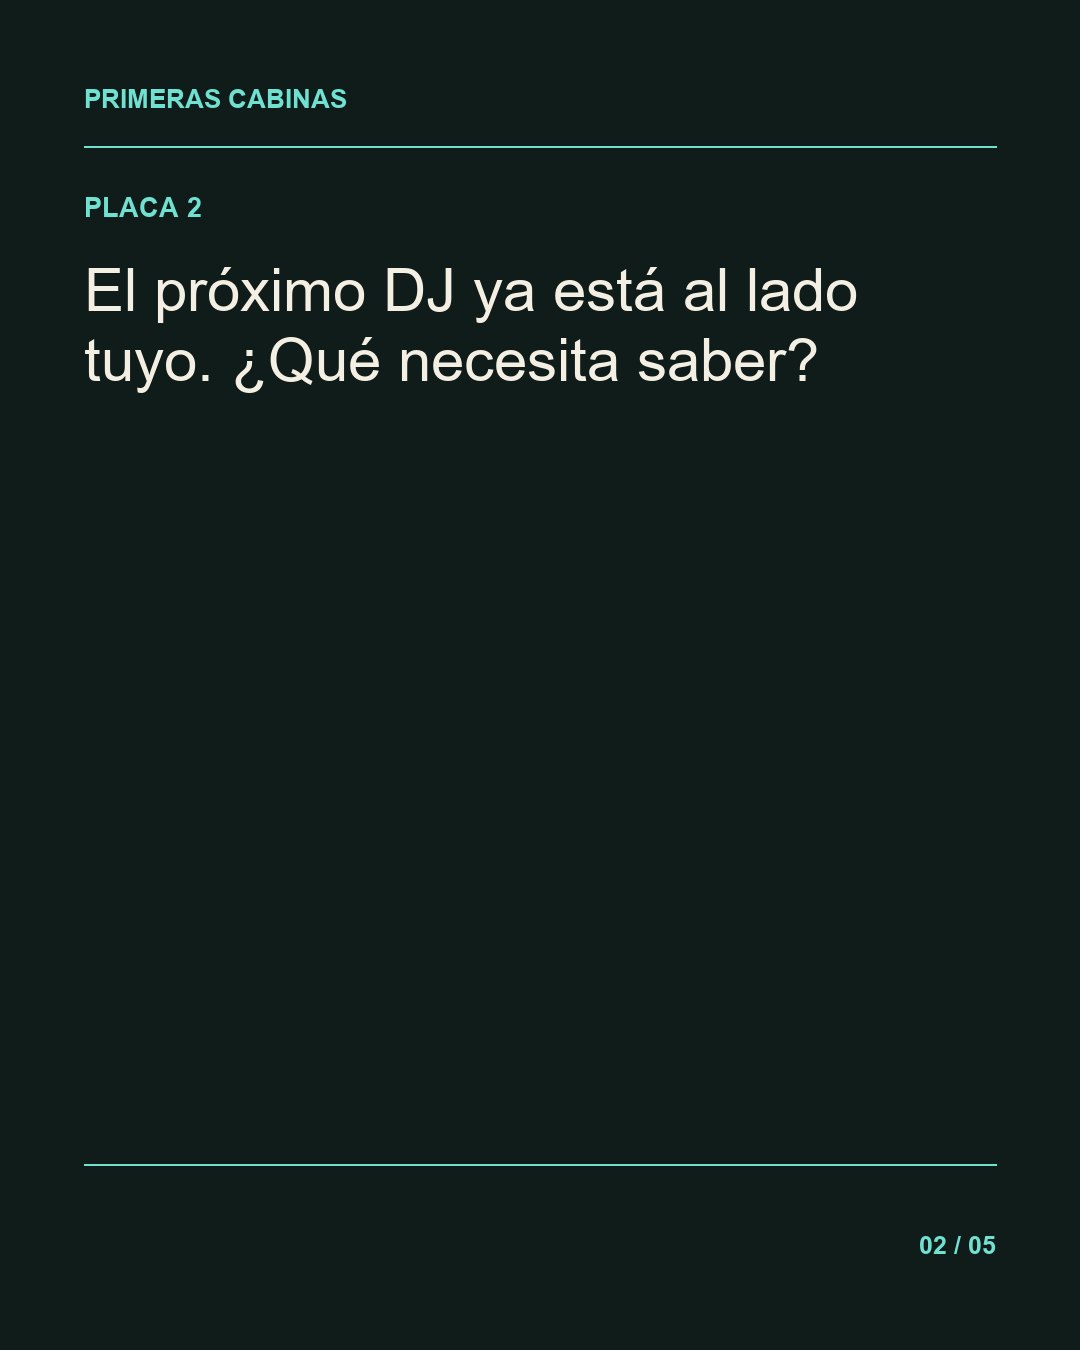 PRIMERAS CABINAS
PLACA 2
El próximo DJ ya está al lado
tuyo. ¿Qué necesita saber?
02 / 05